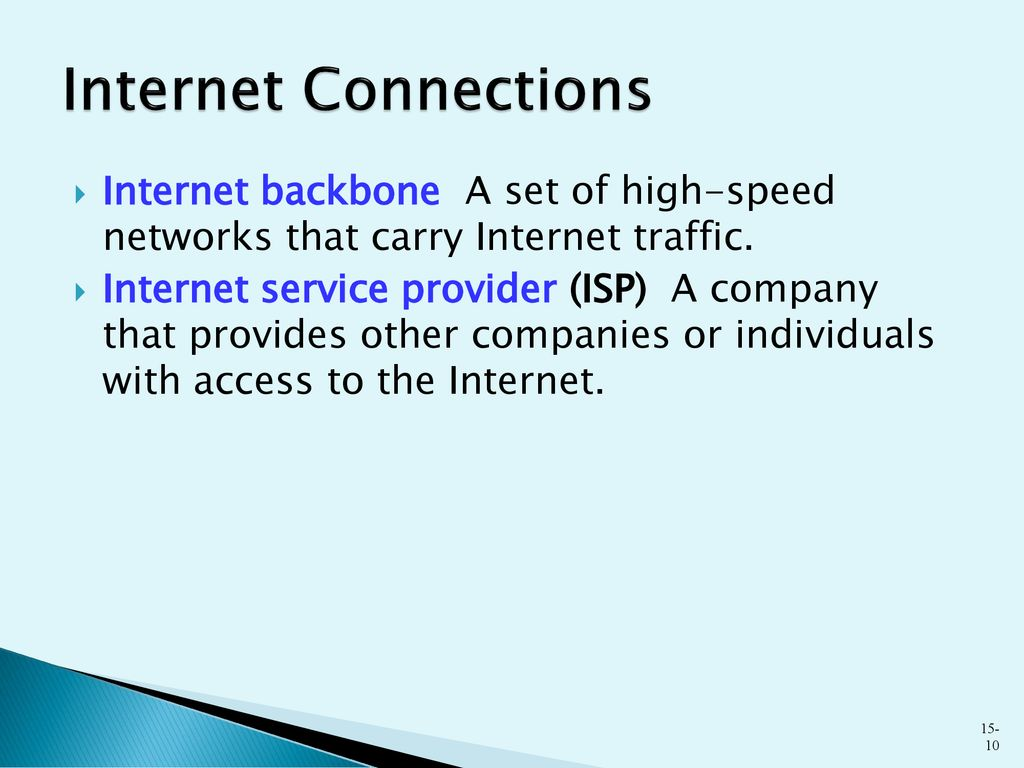 Internet Connections
Internet backbone A set of high-speed
networks that carry Internet traffic.
Internet service provider (ISP) A company
that provides other companies or individuals
with access to the Internet.
15-
10